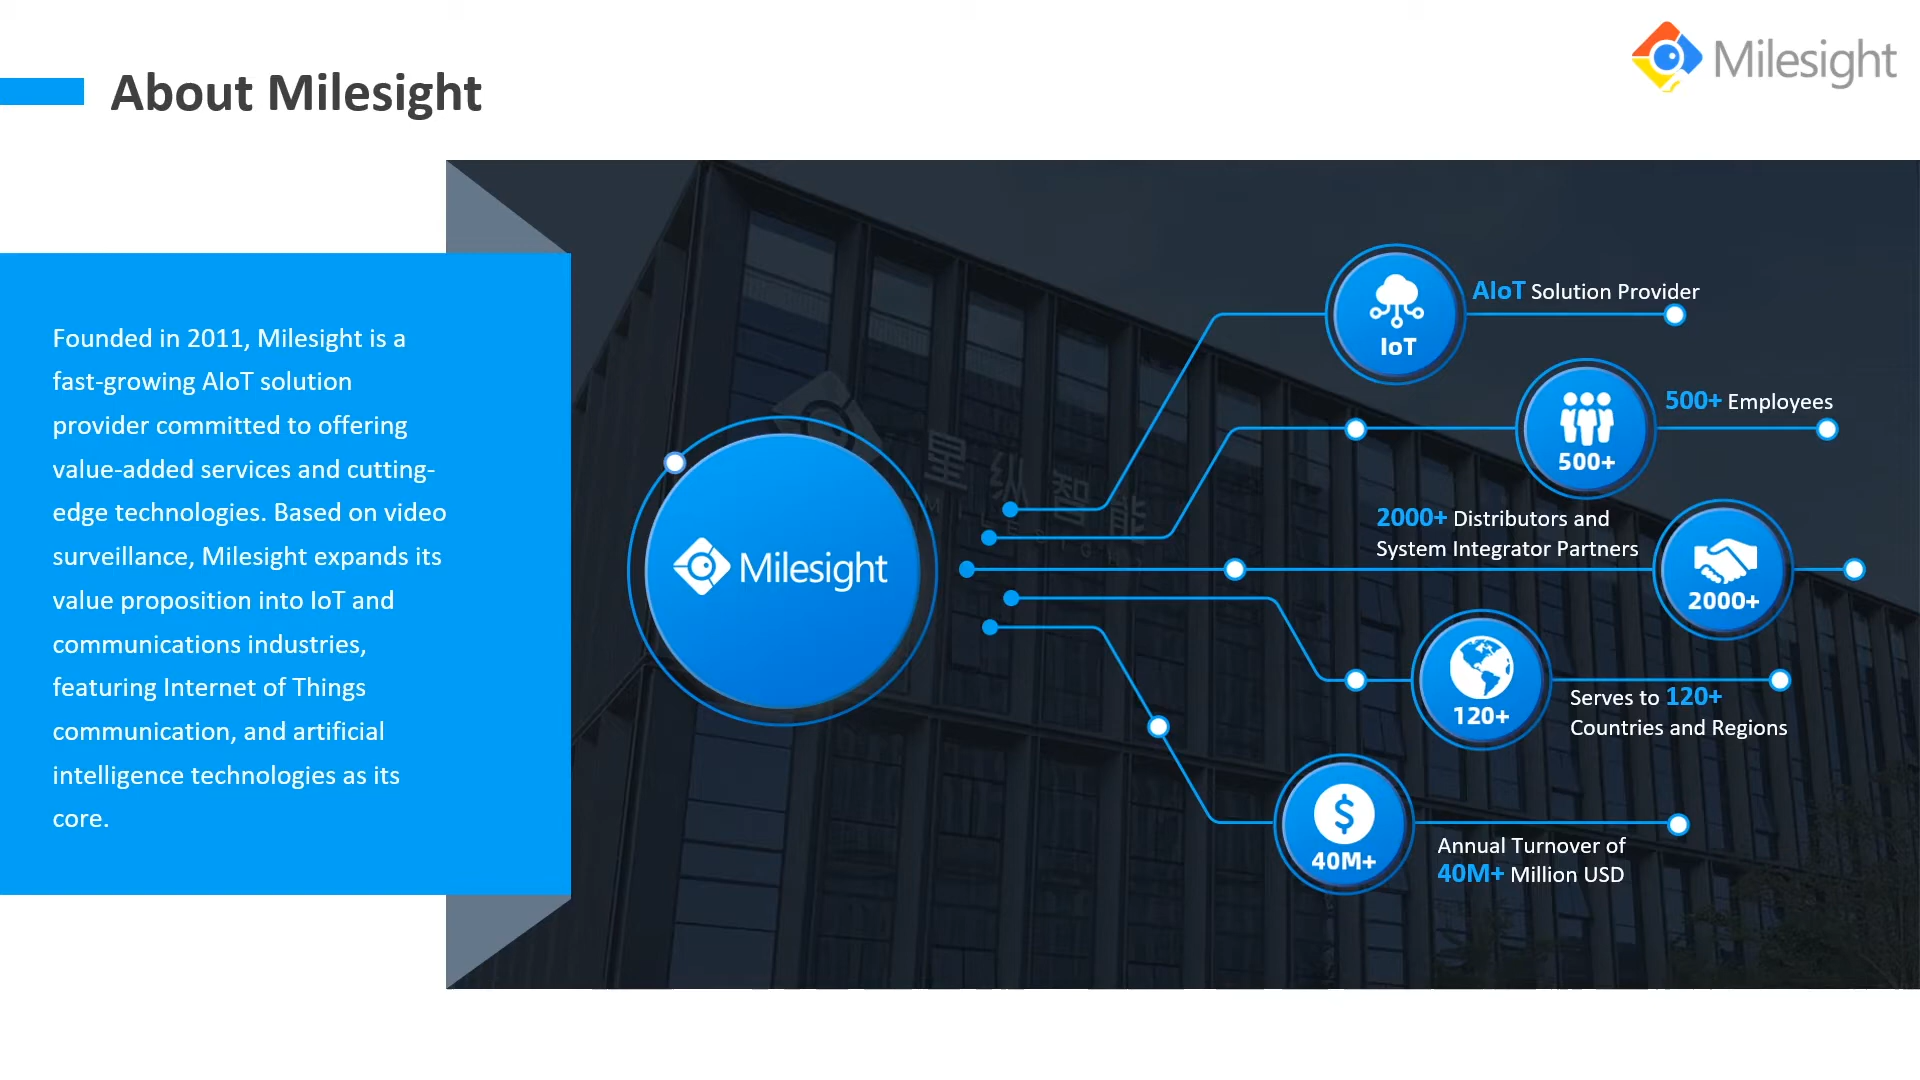 About Milesight
Milesight
Founded in 2011, Milesight is a
fast-growing AIoT solution
provider committed to offering
value-added services and cutting-
edge technologies. Based on video
surveillance, Milesight expands its
value proposition into IoT and
communications industries,
featuring Internet of Things
communication, and artificial
intelligence technologies as its
core.
星纵智能
MILESIGHT
Milesight
IoT
AIoT Solution Provider
500+
500+ Employees
2000+ Distributors and
System Integrator Partners
2000+
120+
Serves to 120+
Countries and Regions
40M+
Annual Turnover of
40M+ Million USD